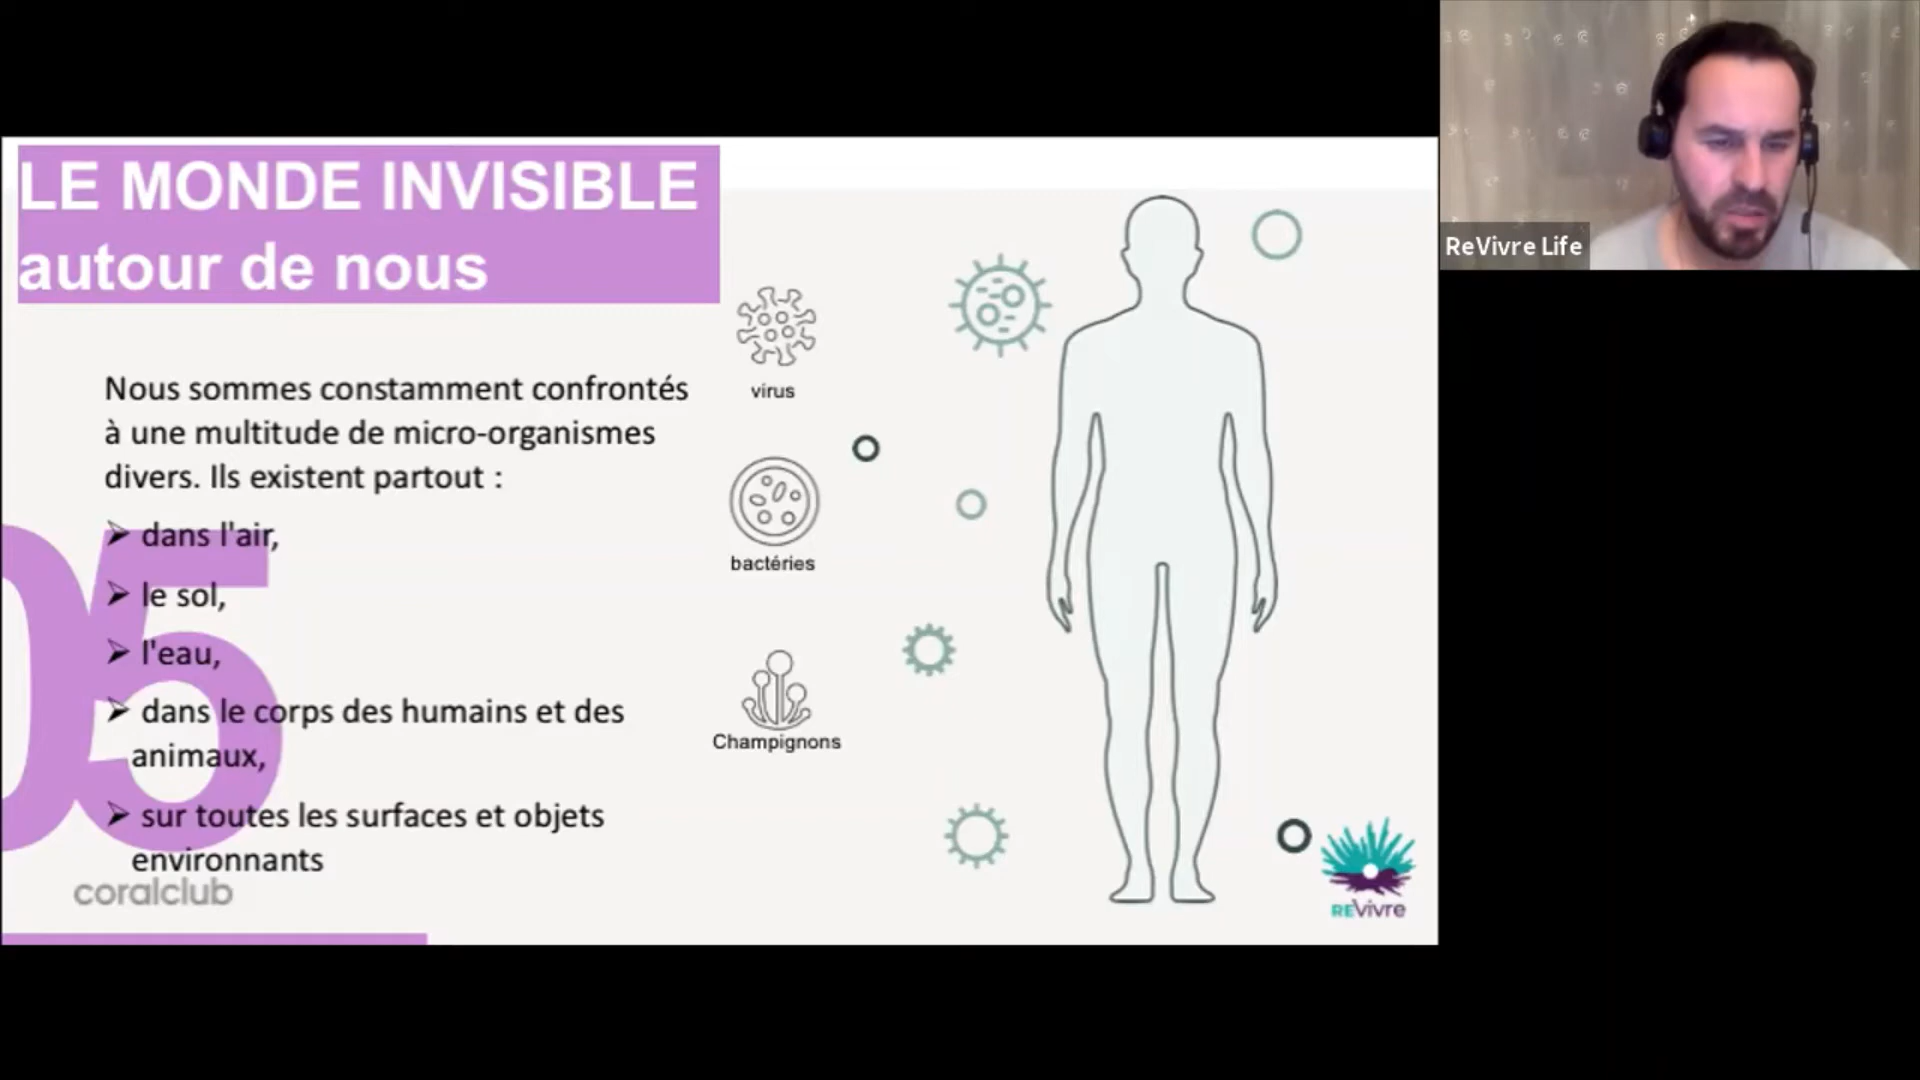 LE MONDE INVISIBLE
autour de nous
Nous sommes constamment confrontés
à une multitude de micro-organismes
divers. Ils existent partout :
dans l'air,
le sol,
l'eau,
dans le corps des humains et des
animaux,
sur toutes les surfaces et objets
environnants
05
coralclub
virus
bactéries
Champignons
REVivre
ReVivre Life